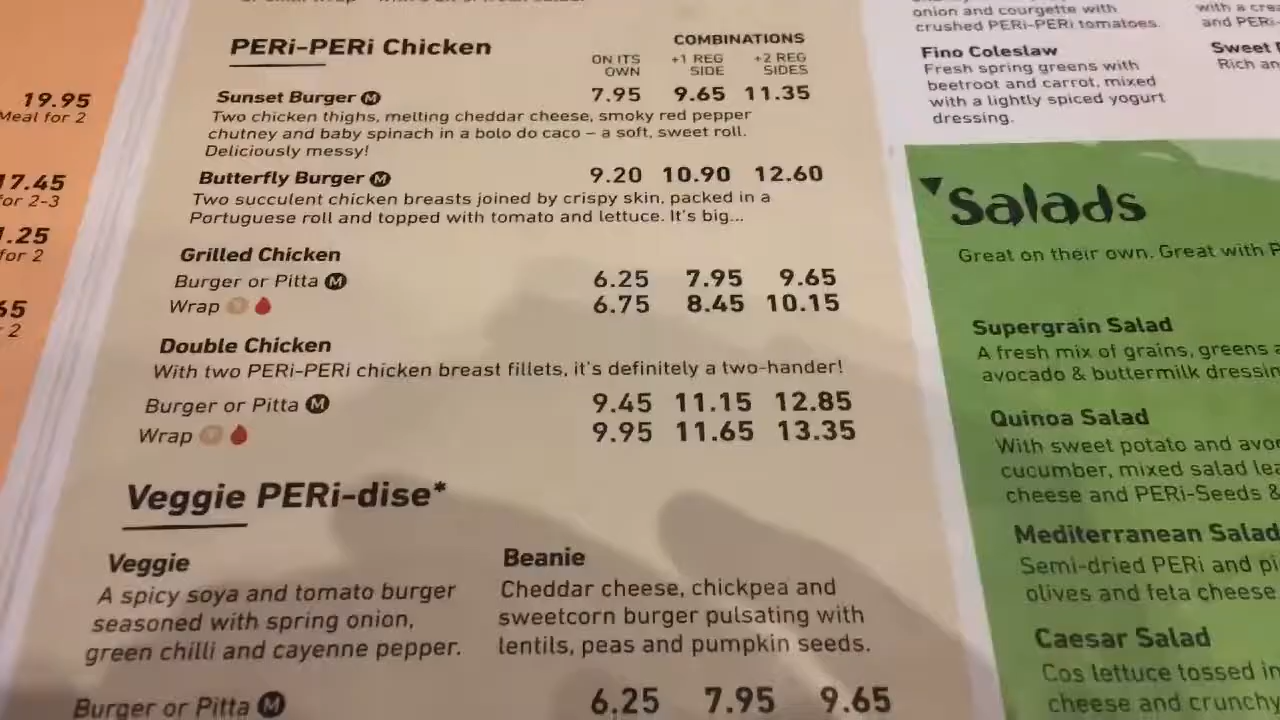 PERi-PERi Chicken
COMBINATIONS
ON ITS OWN
+1 REG SIDE
+2 REG SIDES
Sunset Burger M 7.95 9.65 11.35
Two chicken thighs, melting cheddar cheese, smoky red pepper
chutney and baby spinach in a bolo do caco – a soft, sweet roll.
Deliciously messy!
Butterfly Burger M 9.20 10.90 12.60
Two succulent chicken breasts joined by crispy skin, packed in a
Portuguese roll and topped with tomato and lettuce. It's big...
Grilled Chicken
Burger or Pitta M 6.25 7.95 9.65
Wrap 6.75 8.45 10.15
Double Chicken
With two PERi-PERi chicken breast fillets, it's definitely a two-hander!
Burger or Pitta M 9.45 11.15 12.85
Wrap 9.95 11.65 13.35
Veggie PERi-dise*
Veggie
A spicy soya and tomato burger
seasoned with spring onion,
green chilli and cayenne pepper.
Beanie
Cheddar cheese, chickpea and
sweetcorn burger pulsating with
lentils, peas and pumpkin seeds.
Burger or Pitta M 6.25 7.95 9.65
19.95
Meal for 2
17.45
for 2-3
.25
for 2
65
2
onion and courgette with
crushed PERi-PERi tomatoes.
Fino Coleslaw
Fresh spring greens with
beetroot and carrot, mixed
with a lightly spiced yogurt
dressing.
with a
and PERi-
Sweet
Rich
Salads
Great on their own. Great with
Supergrain Salad
A fresh mix of grains, greens
avocado & buttermilk
Quinoa Salad
With sweet potato and
cucumber, mixed salad
cheese and PERi-Seeds &
Mediterranean Salad
Semi-dried PERi and
olives and feta cheese
Caesar Salad
Cos lettuce tossed in
cheese and crunchy